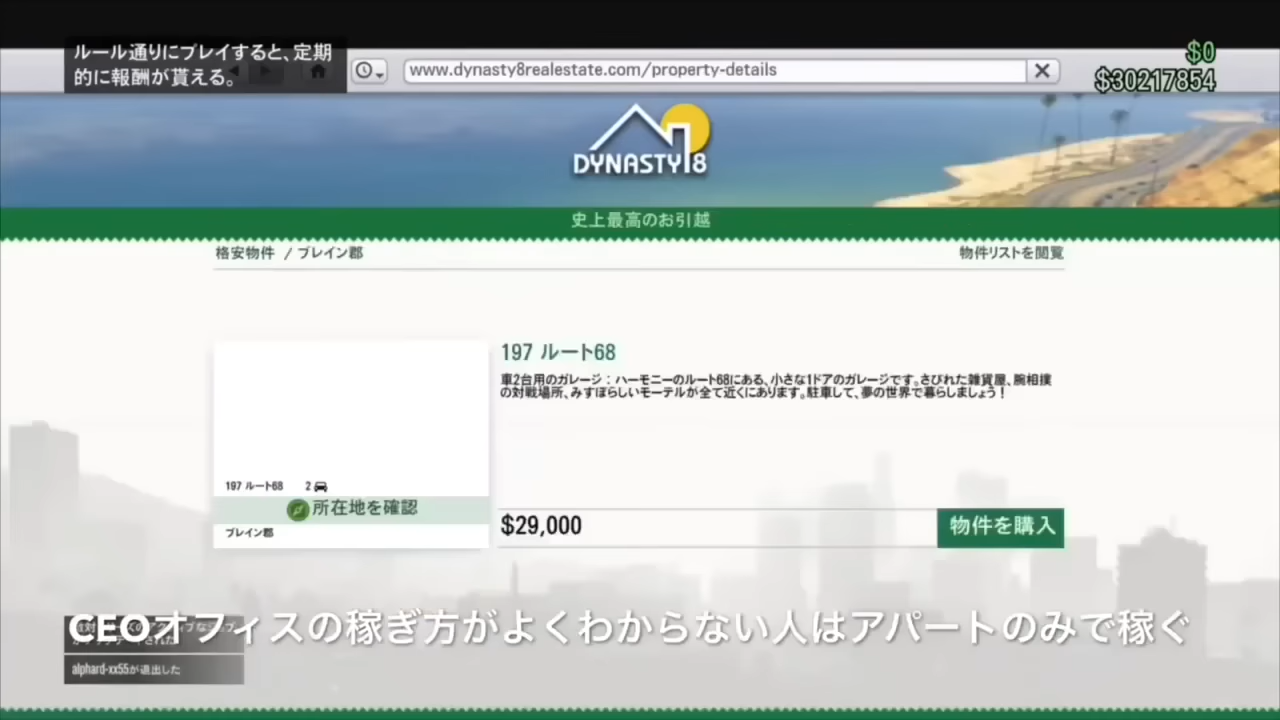 ルール通りにプレイすると、定期
的に報酬が貰える。
www.dynasty8realestate.com/property-details
$0
$30217854
DYNASTY8
史上最高のお引越
格安物件 / ブレイン郡
物件リストを閲覧
197 ルート68
車2台用のガレージ:ハーモニーのルート68にある、小さな1ドアのガレージです。さびれた雑貨屋、腕相撲
の対戦場所、みすぼらしいモーテルが全て近くにあります。駐車して、夢の世界で暮らしましょう!
197 ルート68 2
所在地を確認
ブレイン郡
$29,000
物件を購入
CEOオフィスの稼ぎ方がよくわからない人はアパートのみで稼ぐ
alphard-xx55が退出した